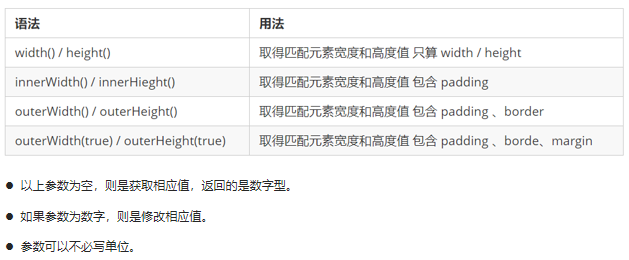 语法 用法
width() / height() 取得匹配元素宽度和高度值 只算 width / height
innerWidth() / innerHieght() 取得匹配元素宽度和高度值 包含 padding
outerWidth() / outerHeight() 取得匹配元素宽度和高度值 包含 padding 、border
outerWidth(true) / outerHeight(true) 取得匹配元素宽度和高度值 包含 padding 、borde、margin
● 以上参数为空，则是获取相应值，返回的是数字型。
● 如果参数为数字，则是修改相应值。
● 参数可以不必写单位。